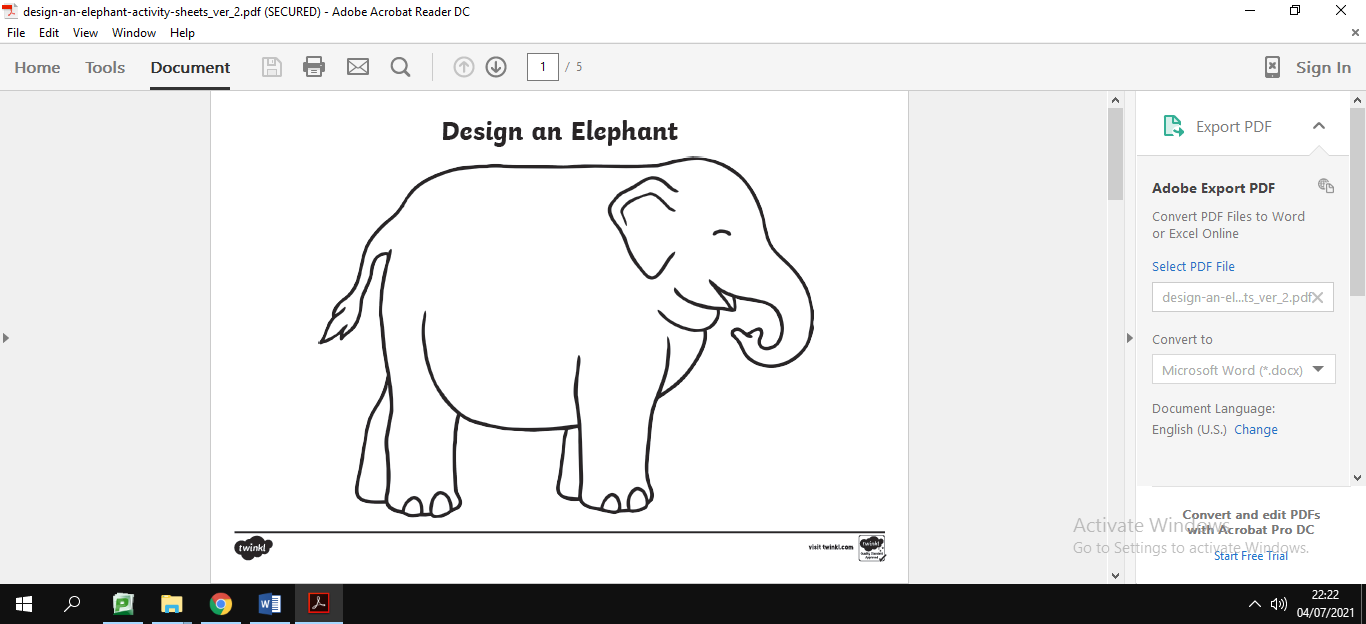 design-an-elephant-activity-sheets_ver_2.pdf (SECURED) - Adobe Acrobat Reader DC
File Edit View Window Help
Home Tools Document 1 / 5 Sign In
Design an Elephant
twinkl
visit twinkl.com
twinkl
Quality Standard
Approved
Export PDF
Adobe Export PDF
Convert PDF Files to Word
or Excel Online
Select PDF File
design-an-el...ts_ver_2.pdf
Convert to
Microsoft Word (*.docx)
Document Language:
English (U.S.) Change
Convert and edit PDFs
with Acrobat Pro DC
Start Free Trial
Activate Windows
Go to Settings to activate Windows.
22:22
04/07/2021